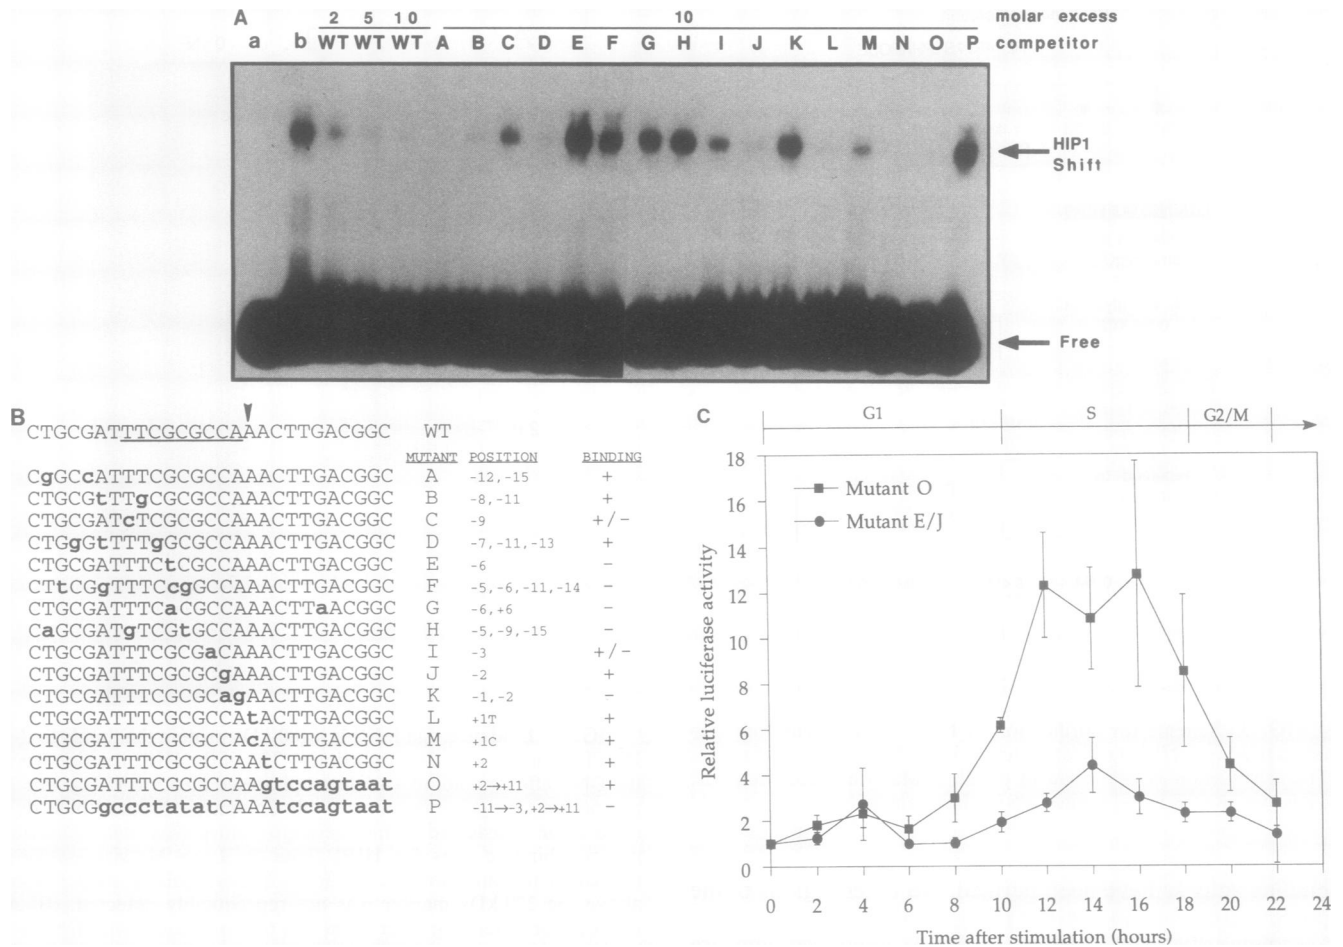 A
2 5 10 10 molar excess
a b WT WT WT A B C D E F G H I J K L M N O P competitor
HIP1
Shift
Free
B
CTGCGATTTCGCGCCAAACTTGACGGC WT
MUTANT POSITION BINDING
CgGCcATTTCGCGCCAAACTTGACGGC A -12,-15 +
CTGCGtTTgCGCGCCAAACTTGACGGC B -8,-11 +
CTGCGATcTCGCGCCAAACTTGACGGC C -9 +/-
CTGgGtTTTgGCGCCAAACTTGACGGC D -7,-11,-13 +
CTGCGATTTCtCGCCAAACTTGACGGC E -6 -
CTtCGgTTTCcgGCCAAACTTGACGGC F -5,-6,-11,-14 -
CTGCGATTTCaCGCCAAACTTaACGGC G -6,+6 -
CaGCGATgTCGtGCCAAACTTGACGGC H -5,-9,-15 -
CTGCGATTTCGCGaCAAACTTGACGGC I -3 +/-
CTGCGATTTCGCGCgAAACTTGACGGC J -2 +
CTGCGATTTCGCGCagAACTTGACGGC K -1,-2 -
CTGCGATTTCGCGCCAtACTTGACGGC L +1T +
CTGCGATTTCGCGCCAcACTTGACGGC M +1C +
CTGCGATTTCGCGCCAAtCTTGACGGC N +2 +
CTGCGATTTCGCGCCAAgtccagtaat O +2→+11 +
CTGCGgccctatatCAAAtccagtaat P -11→-3,+2→+11 -
C
G1 S G2/M
Mutant O
Mutant E/J
Relative luciferase activity
18
16
14
12
10
8
6
4
2
0
0 2 4 6 8 10 12 14 16 18 20 22 24
Time after stimulation (hours)